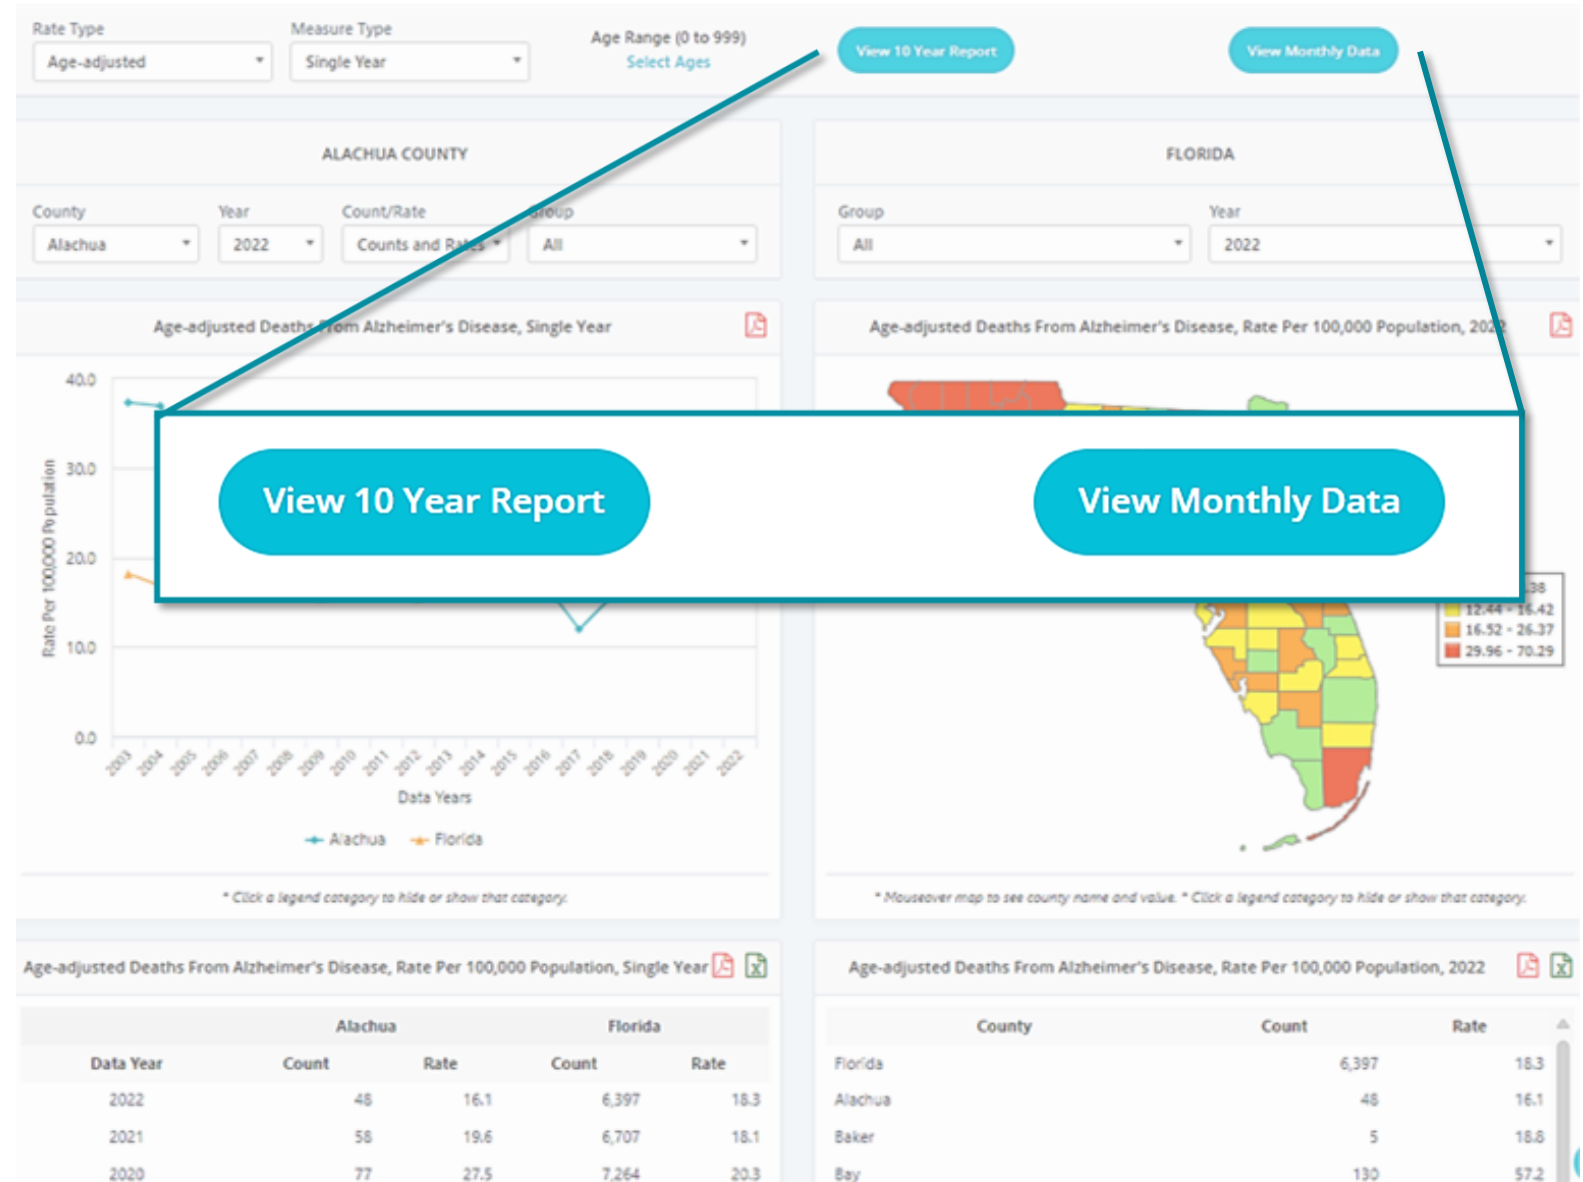 Rate Type
Measure Type
Age Range (0 to 999)
Age-adjusted
Single Year
Select Ages
View 10 Year Report
View Monthly Data
ALACHUA COUNTY
FLORIDA
County
Year
Count/Rate
Group
Group
Year
Alachua
2022
Counts and Rates
All
All
2022
Age-adjusted Deaths From Alzheimer's Disease, Single Year
Age-adjusted Deaths From Alzheimer's Disease, Rate Per 100,000 Population, 2022
40.0
30.0
20.0
10.0
0.0
Rate Per 100,000 Population
View 10 Year Report
View Monthly Data
.38
12.44 - 16.42
16.52 - 26.37
29.96 - 70.29
2003 2004 2005 2006 2007 2008 2009 2010 2011 2012 2013 2014 2015 2016 2017 2018 2019 2020 2021 2022
Data Years
Alachua Florida
* Click a legend category to hide or show that category.
* Mouseover map to see county name and value. * Click a legend category to hide or show that category.
Age-adjusted Deaths From Alzheimer's Disease, Rate Per 100,000 Population, Single Year
Alachua Florida
Data Year Count Rate Count Rate
2022 48 16.1 6,397 18.3
2021 58 19.6 6,707 18.1
2020 77 27.5 7,264 20.3
Age-adjusted Deaths From Alzheimer's Disease, Rate Per 100,000 Population, 2022
County Count Rate
Florida 6,397 18.3
Alachua 48 16.1
Baker 5 18.8
Bay 130 57.2